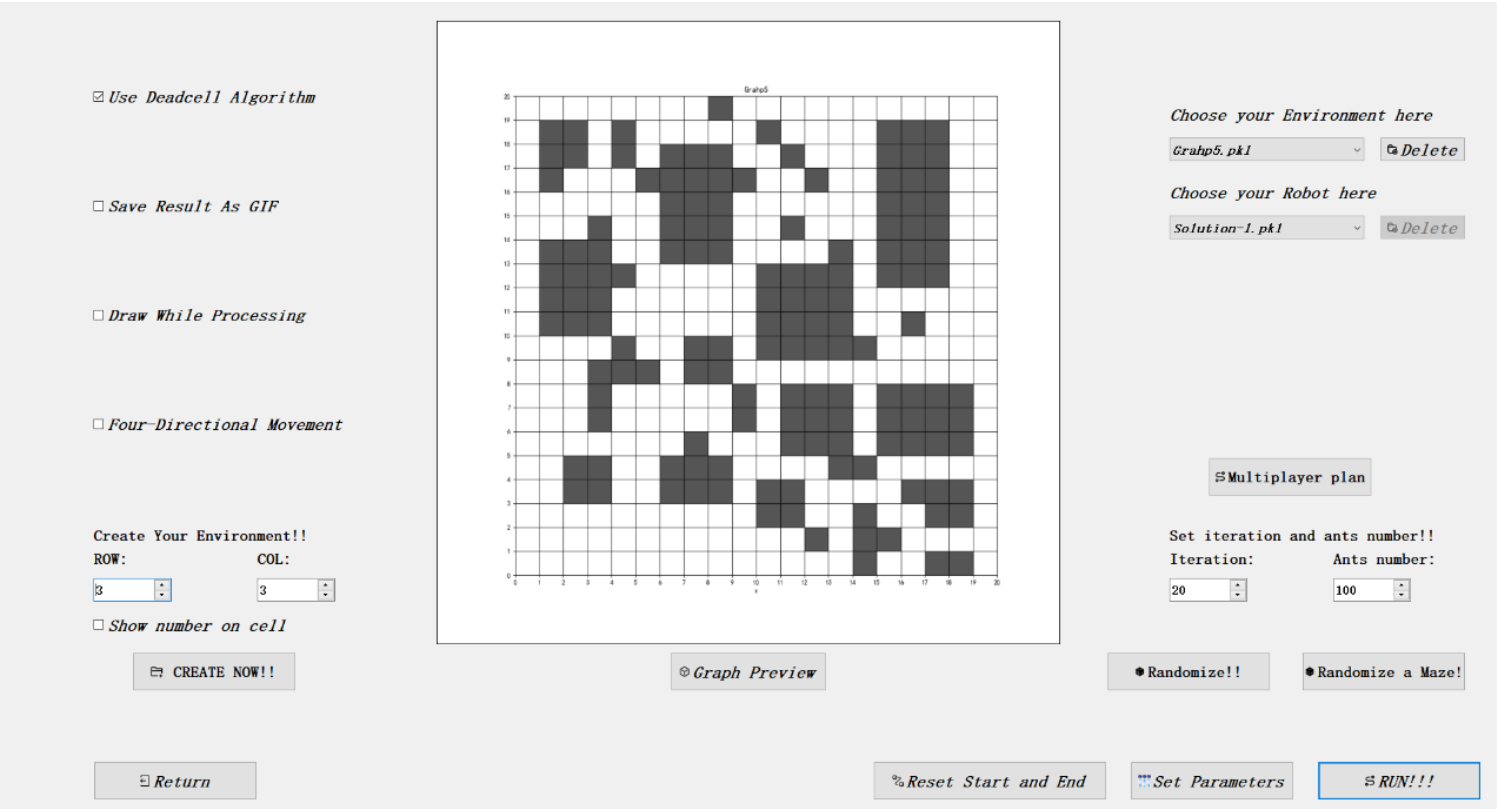 Use Deadcell Algorithm
Save Result As GIF
Draw While Processing
Four-Directional Movement
Create Your Environment!!
ROW: COL:
3 3
Show number on cell
CREATE NOW!!
Return
Grahp5
20
19
18
17
16
15
14
13
12
11
10
9
8
7
6
5
4
3
2
1
0
0 1 2 3 4 5 6 7 8 9 10 11 12 13 14 15 16 17 18 19 20
x
Graph Preview
Choose your Environment here
Grahp5.pkl Delete
Choose your Robot here
Solution-1.pkl Delete
Multiplayer plan
Set iteration and ants number!!
Iteration: Ants number:
20 100
Randomize!! Randomize a Maze!
Reset Start and End Set Parameters RUN!!!